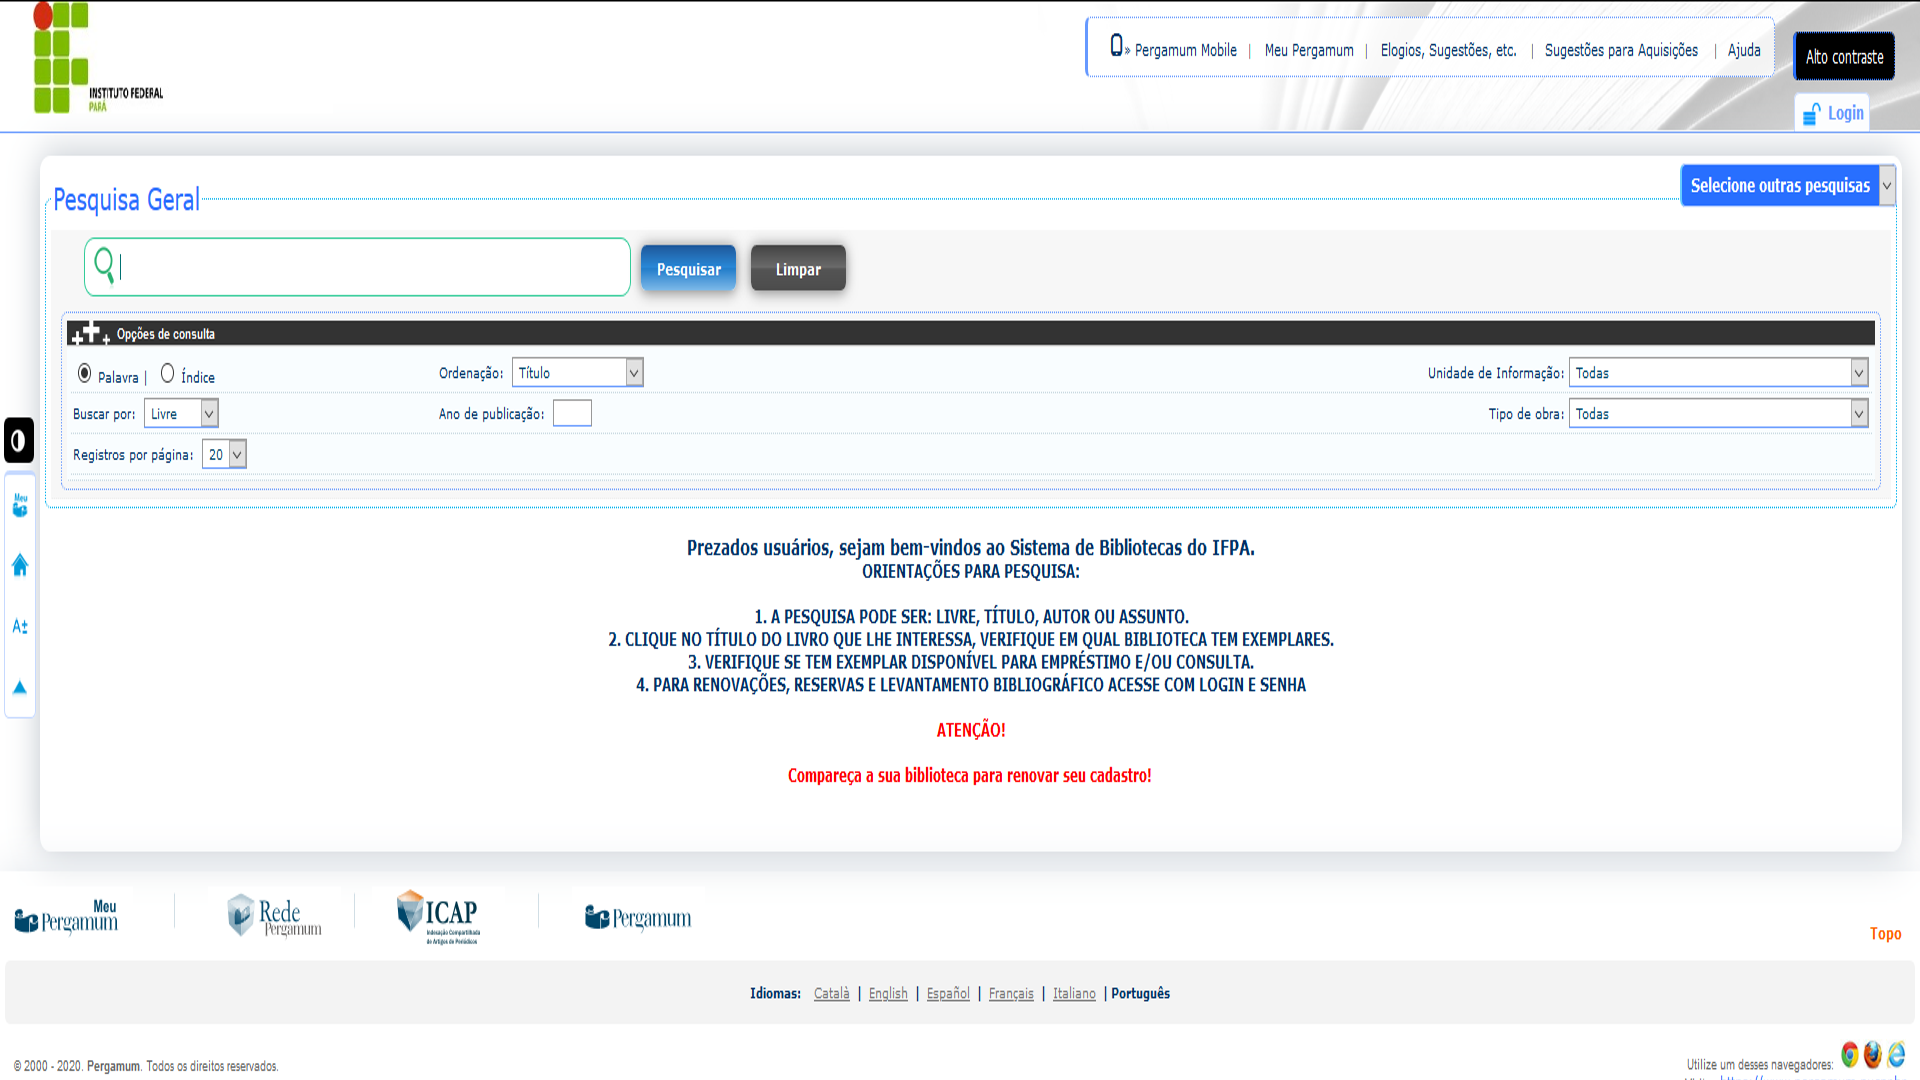 INSTITUTO FEDERAL
PARÁ
» Pergamum Mobile | Meu Pergamum | Elogios, Sugestões, etc. | Sugestões para Aquisições | Ajuda
Alto contraste
Login
Pesquisa Geral
Selecione outras pesquisas
Pesquisar
Limpar
Opções de consulta
Palavra | Índice
Ordenação: Título
Unidade de Informação: Todas
Buscar por: Livre
Ano de publicação:
Tipo de obra: Todas
Registros por página: 20
Meu
A±
Prezados usuários, sejam bem-vindos ao Sistema de Bibliotecas do IFPA.
ORIENTAÇÕES PARA PESQUISA:
1. A PESQUISA PODE SER: LIVRE, TÍTULO, AUTOR OU ASSUNTO.
2. CLIQUE NO TÍTULO DO LIVRO QUE LHE INTERESSA, VERIFIQUE EM QUAL BIBLIOTECA TEM EXEMPLARES.
3. VERIFIQUE SE TEM EXEMPLAR DISPONÍVEL PARA EMPRÉSTIMO E/OU CONSULTA.
4. PARA RENOVAÇÕES, RESERVAS E LEVANTAMENTO BIBLIOGRÁFICO ACESSE COM LOGIN E SENHA
ATENÇÃO!
Compareça a sua biblioteca para renovar seu cadastro!
Meu
Pergamum
Rede
Pergamum
ICAP
Indexação Compartilhada
de Artigos de Periódicos
Pergamum
Topo
Idiomas: Català | English | Español | Français | Italiano | Português
© 2000 - 2020. Pergamum. Todos os direitos reservados.
Utilize um desses navegadores: